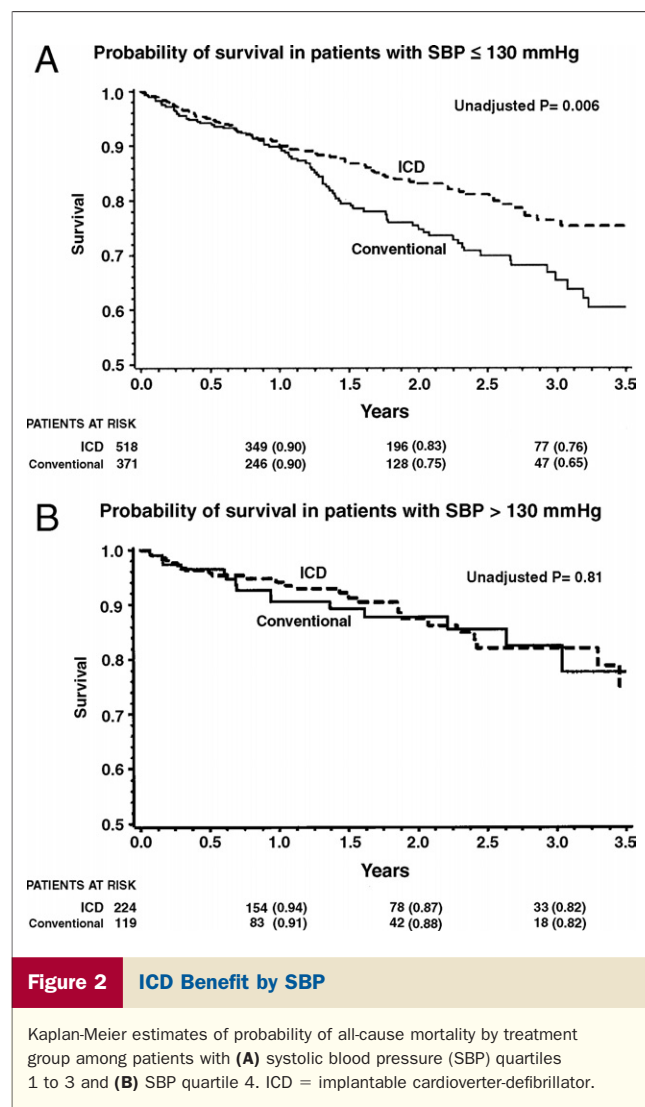 A Probability of survival in patients with SBP ≤ 130 mmHg
Unadjusted P= 0.006
1.0
0.9
0.8
0.7
0.6
0.5
Survival
ICD
Conventional
0.0 0.5 1.0 1.5 2.0 2.5 3.0 3.5
Years
PATIENTS AT RISK
ICD 518 349 (0.90) 196 (0.83) 77 (0.76)
Conventional 371 246 (0.90) 128 (0.75) 47 (0.65)
B Probability of survival in patients with SBP > 130 mmHg
Unadjusted P= 0.81
1.0
0.9
0.8
0.7
0.6
0.5
Survival
ICD
Conventional
0.0 0.5 1.0 1.5 2.0 2.5 3.0 3.5
Years
PATIENTS AT RISK
ICD 224 154 (0.94) 78 (0.87) 33 (0.82)
Conventional 119 83 (0.91) 42 (0.88) 18 (0.82)
Figure 2 ICD Benefit by SBP
Kaplan-Meier estimates of probability of all-cause mortality by treatment
group among patients with (A) systolic blood pressure (SBP) quartiles
1 to 3 and (B) SBP quartile 4. ICD = implantable cardioverter-defibrillator.